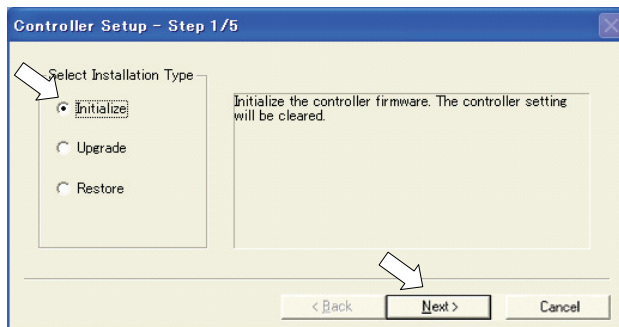 Controller Setup - Step 1/5
Select Installation Type
Initialize
Upgrade
Restore
Initialize the controller firmware. The controller setting
will be cleared.
< Back
Next >
Cancel